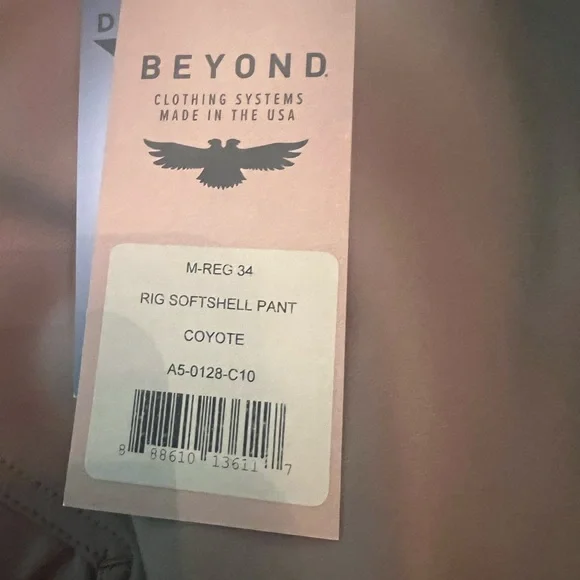 D
BEYOND.
CLOTHING SYSTEMS
MADE IN THE USA
M-REG 34
RIG SOFTSHELL PANT
COYOTE
A5-0128-C10
8 88610 13611 7